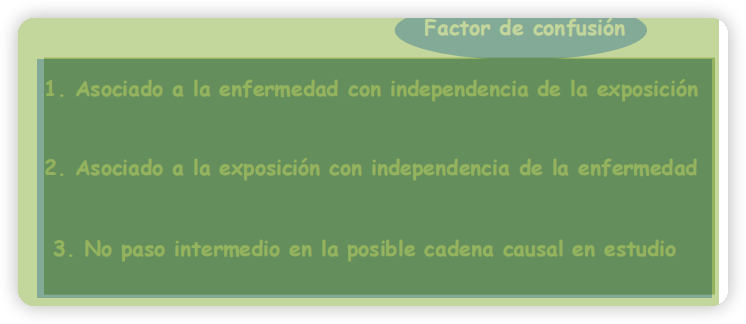 Factor de confusión
1. Asociado a la enfermedad con independencia de la exposición
2. Asociado a la exposición con independencia de la enfermedad
3. No paso intermedio en la posible cadena causal en estudio